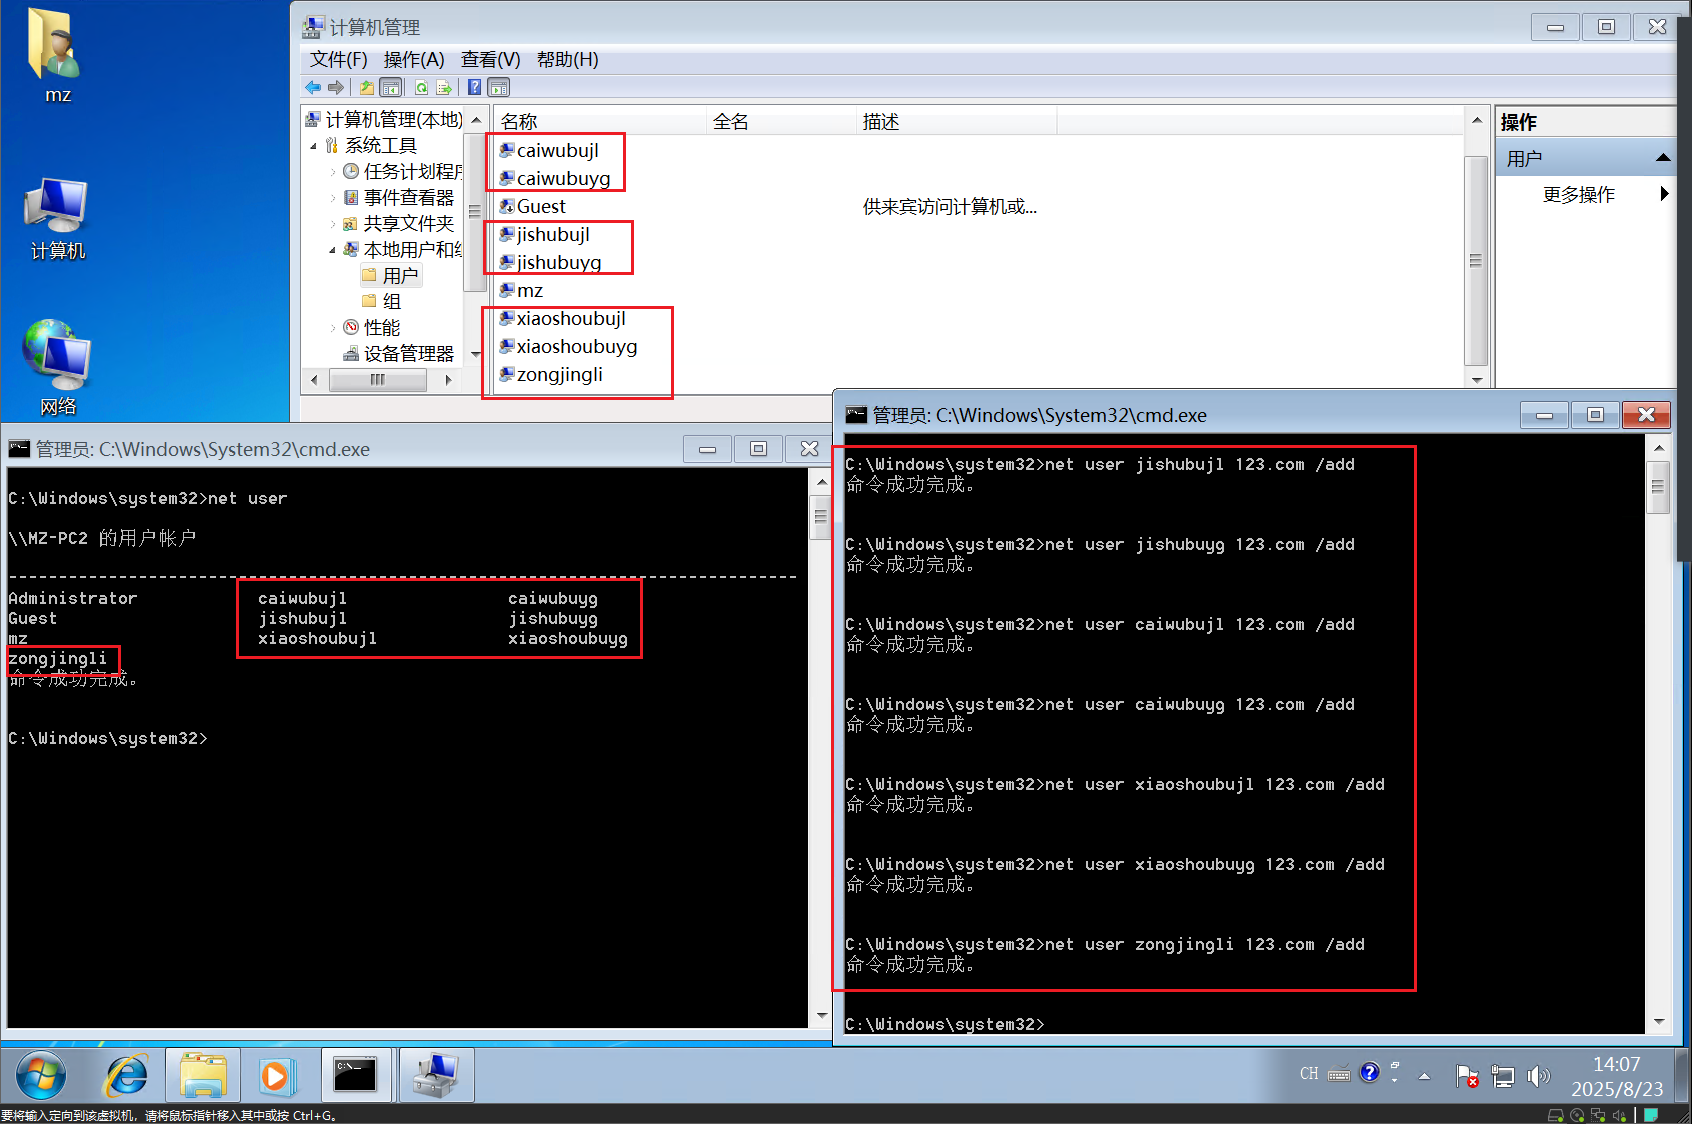 mz
计算机
网络
计算机管理
文件(F) 操作(A) 查看(V) 帮助(H)
计算机管理(本地)
系统工具
任务计划程序
事件查看器
共享文件夹
本地用户和组
用户
组
性能
设备管理器
名称 全名 描述
caiwubujl
caiwubuyg
Guest 供来宾访问计算机或...
jishubujl
jishubuyg
mz
xiaoshoubujl
xiaoshoubuyg
zongjingli
操作
用户
更多操作
管理员: C:\Windows\System32\cmd.exe
C:\Windows\system32>net user
\\MZ-PC2 的用户帐户
-------------------------------------------------------------------------------
Administrator caiwubujl caiwubuyg
Guest jishubujl jishubuyg
mz xiaoshoubujl xiaoshoubuyg
zongjingli
命令成功完成。
C:\Windows\system32>
管理员: C:\Windows\System32\cmd.exe
C:\Windows\system32>net user jishubujl 123.com /add
命令成功完成。
C:\Windows\system32>net user jishubuyg 123.com /add
命令成功完成。
C:\Windows\system32>net user caiwubujl 123.com /add
命令成功完成。
C:\Windows\system32>net user caiwubuyg 123.com /add
命令成功完成。
C:\Windows\system32>net user xiaoshoubujl 123.com /add
命令成功完成。
C:\Windows\system32>net user xiaoshoubuyg 123.com /add
命令成功完成。
C:\Windows\system32>net user zongjingli 123.com /add
命令成功完成。
C:\Windows\system32>
CH
14:07
2025/8/23
要将输入定向到该虚拟机，请将鼠标指针移入其中或按 Ctrl+G。